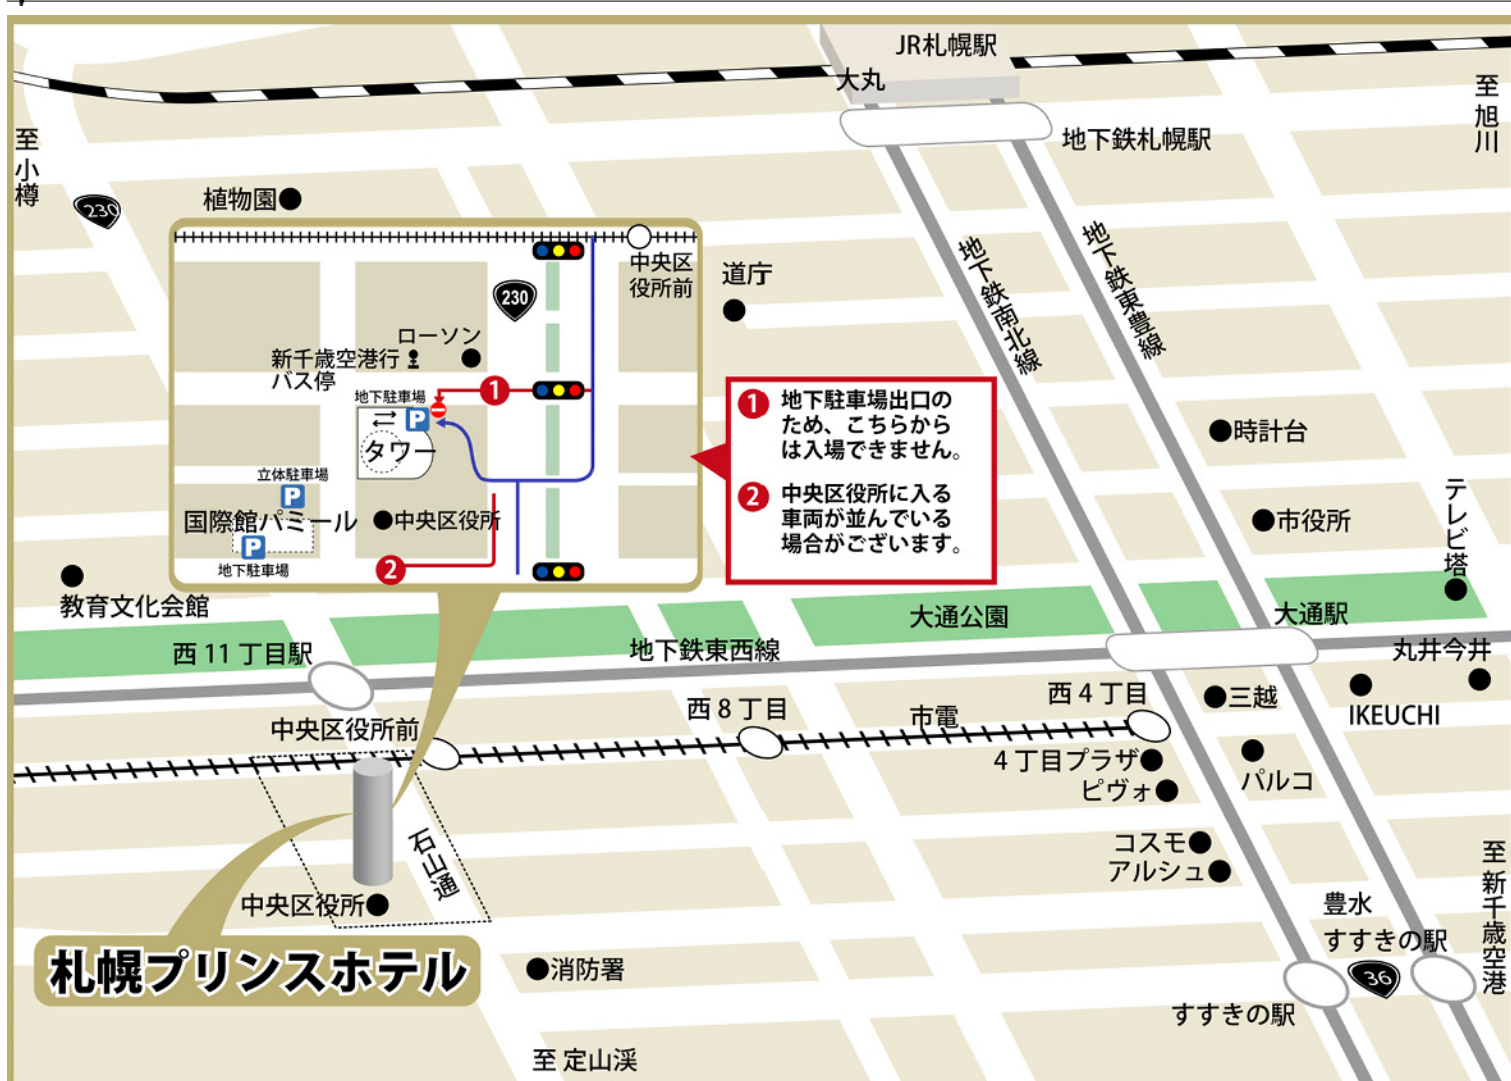 JR札幌駅
大丸
地下鉄札幌駅
至旭川
至小樽
230
植物園
中央区
役所前
230
ローソン
新千歳空港行
バス停
地下駐車場
P
1
タワー
立体駐車場
P
国際館パミール
P
地下駐車場
中央区役所
2
道庁
地下鉄南北線
地下鉄東豊線
1 地下駐車場出口の
ため、こちらから
は入場できません。
2 中央区役所に入る
車両が並んでいる
場合がございます。
時計台
市役所
テレビ塔
教育文化会館
大通公園
大通駅
西11丁目駅
地下鉄東西線
丸井今井
中央区役所前
西8丁目
市電
西4丁目
三越
IKEUCHI
4丁目プラザ
ピヴォ
パルコ
石山通
コスモ
アルシュ
至新千歳空港
中央区役所
豊水
すすきの駅
札幌プリンスホテル
消防署
36
すすきの駅
至 定山渓